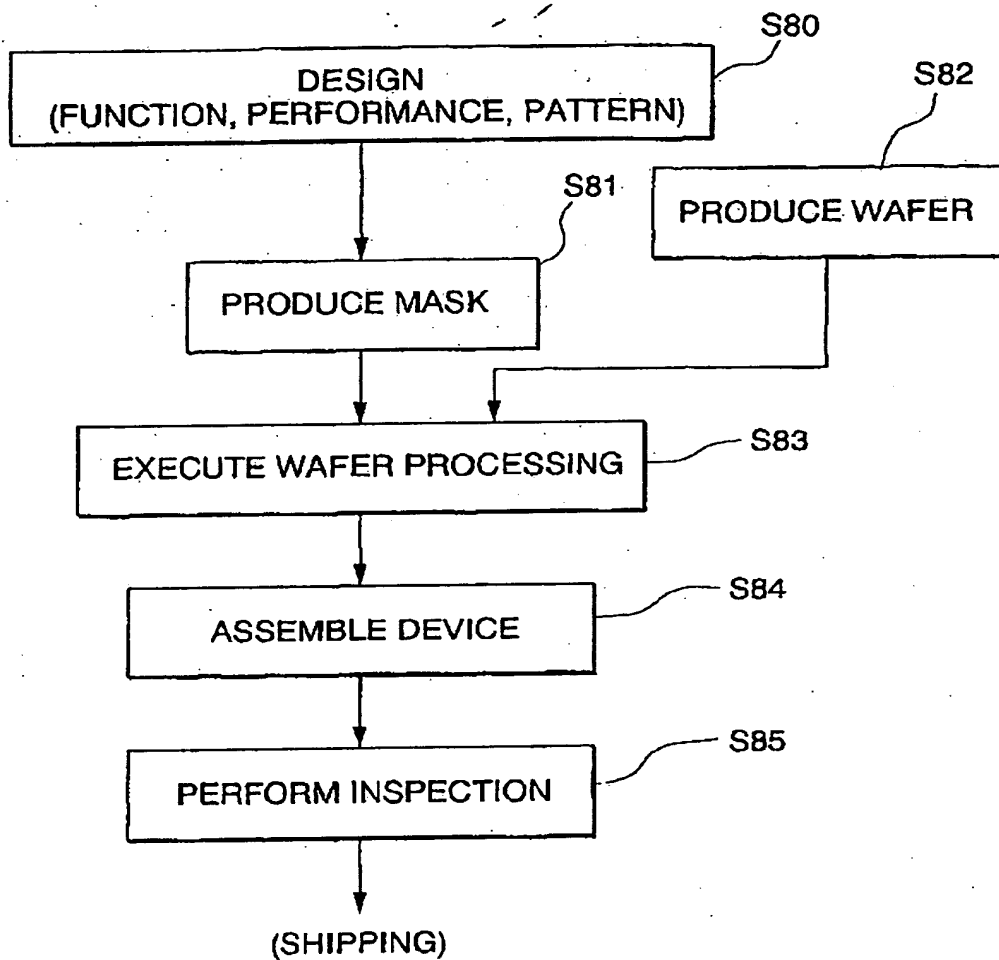 S80
DESIGN
(FUNCTION, PERFORMANCE, PATTERN)
S82
PRODUCE WAFER
S81
PRODUCE MASK
S83
EXECUTE WAFER PROCESSING
S84
ASSEMBLE DEVICE
S85
PERFORM INSPECTION
(SHIPPING)